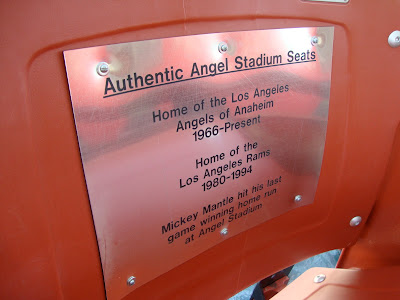 Authentic Angel Stadium Seats
Home of the Los Angeles
Angels of Anaheim
1966-Present
Home of the
Los Angeles Rams
1980-1994
Mickey Mantle hit his last
game winning home run
at Angel Stadium